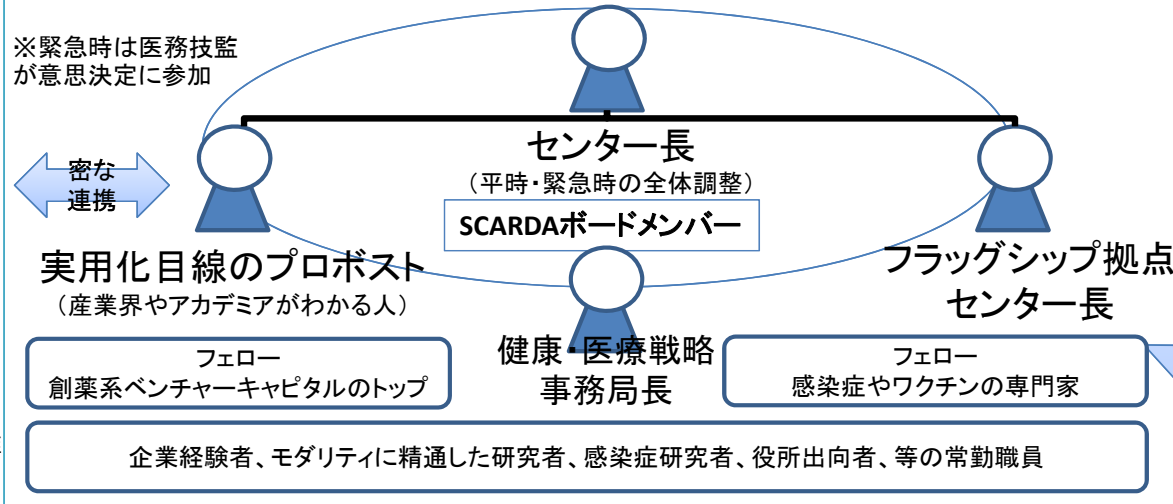 ※緊急時は医務技監
が意思決定に参加
密な
連携
センター長
（平時・緊急時の全体調整）
SCARDAボードメンバー
実用化目線のプロボスト
（産業界やアカデミアがわかる人）
フラッグシップ拠点
センター長
健康・医療戦略
事務局長
フェロー
創薬系ベンチャーキャピタルのトップ
フェロー
感染症やワクチンの専門家
企業経験者、モダリティに精通した研究者、感染症研究者、役所出向者、等の常勤職員